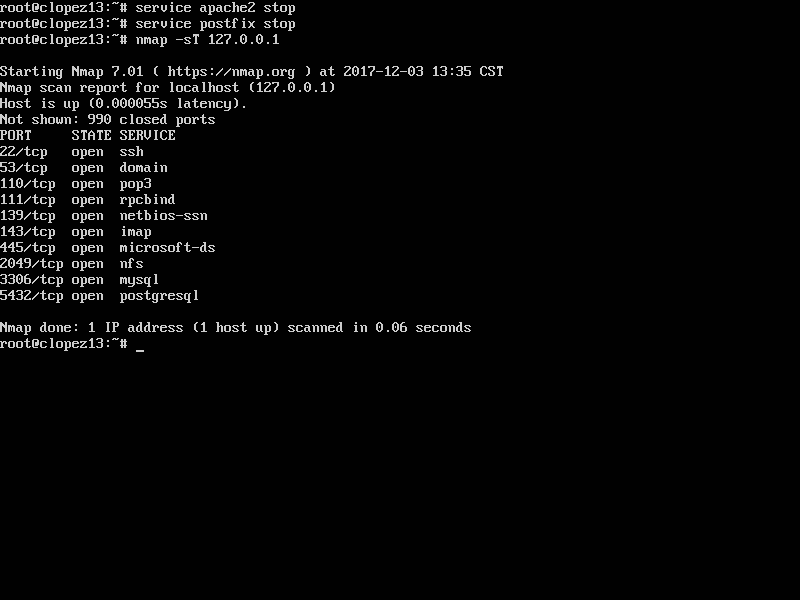 root@clopez13:~# service apache2 stop
root@clopez13:~# service postfix stop
root@clopez13:~# nmap -sT 127.0.0.1
Starting Nmap 7.01 ( https://nmap.org ) at 2017-12-03 13:35 CST
Nmap scan report for localhost (127.0.0.1)
Host is up (0.000055s latency).
Not shown: 990 closed ports
PORT     STATE SERVICE
22/tcp   open  ssh
53/tcp   open  domain
110/tcp  open  pop3
111/tcp  open  rpcbind
139/tcp  open  netbios-ssn
143/tcp  open  imap
445/tcp  open  microsoft-ds
2049/tcp open  nfs
3306/tcp open  mysql
5432/tcp open  postgresql
Nmap done: 1 IP address (1 host up) scanned in 0.06 seconds
root@clopez13:~# _